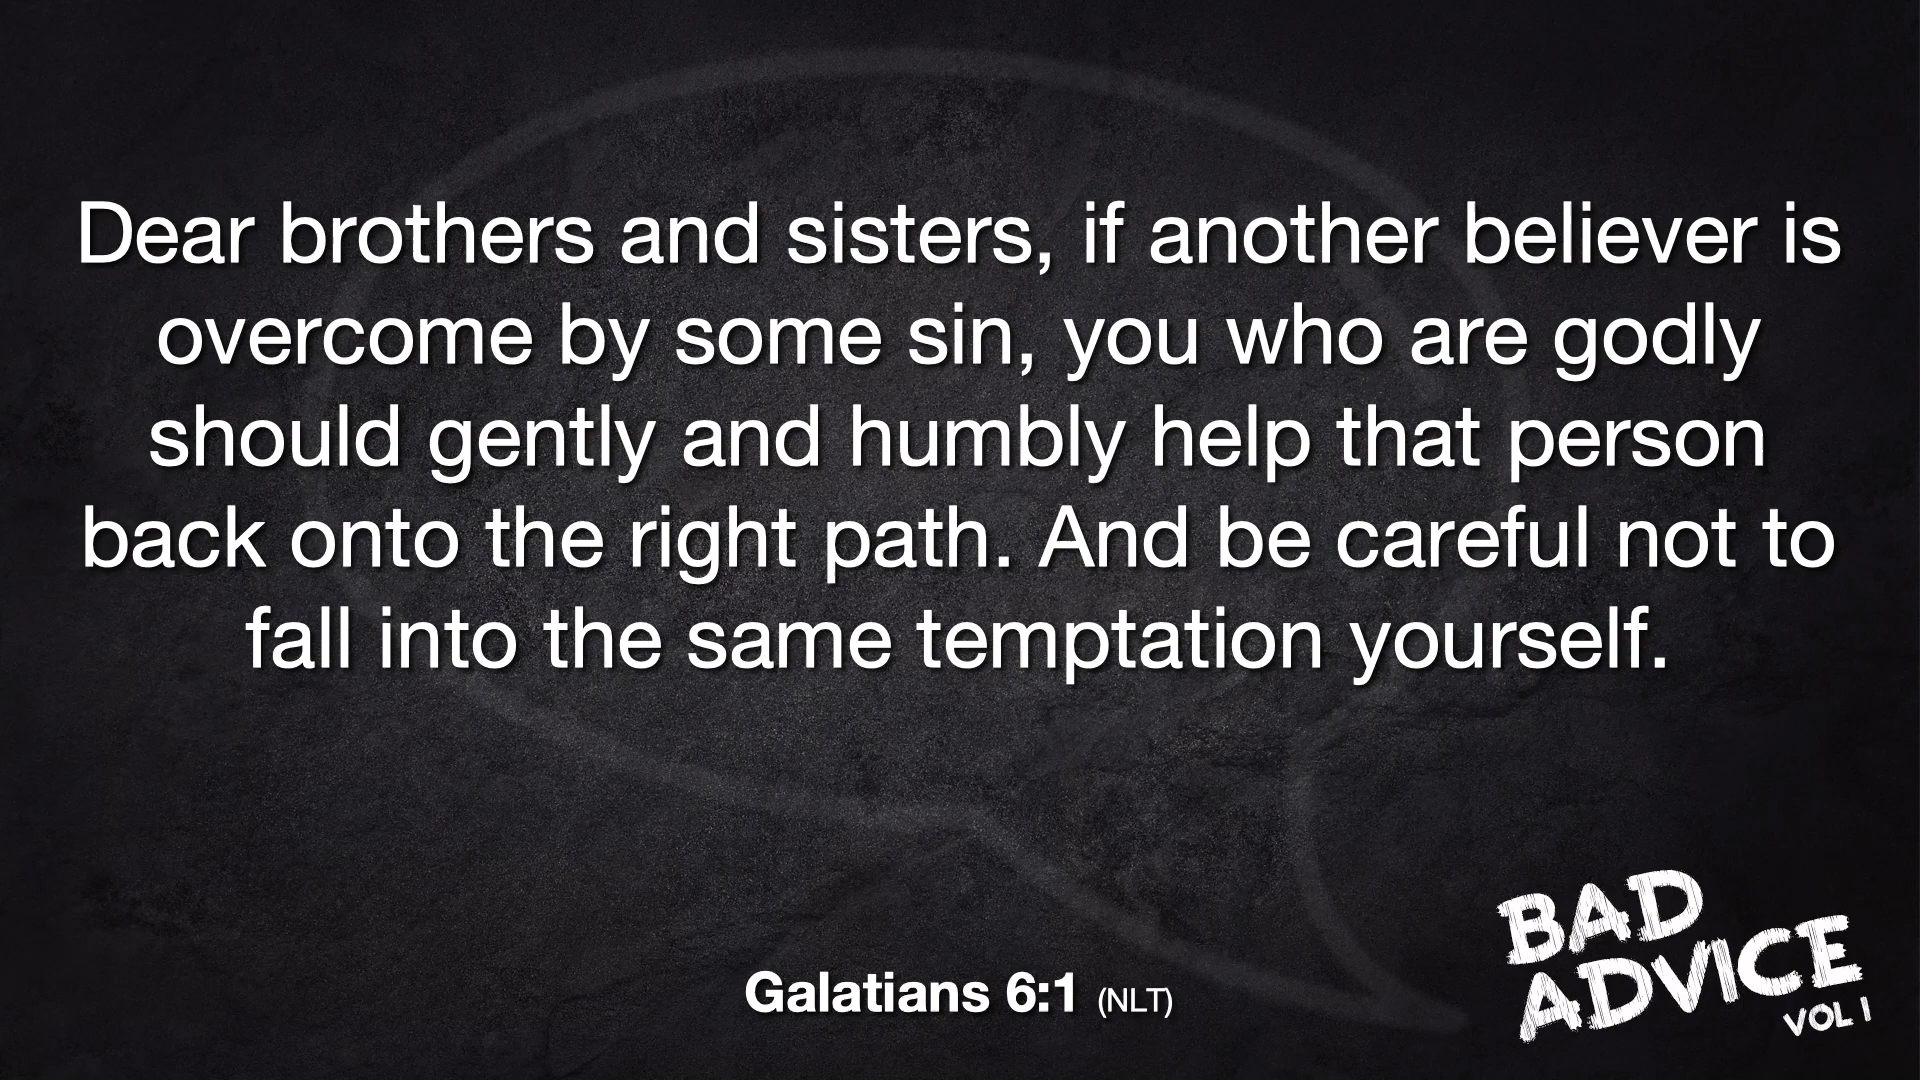 Dear brothers and sisters, if another believer is
overcome by some sin, you who are godly
should gently and humbly help that person
back onto the right path. And be careful not to
fall into the same temptation yourself.
Galatians 6:1 (NLT)
BAD
ADVICE
VOL 1